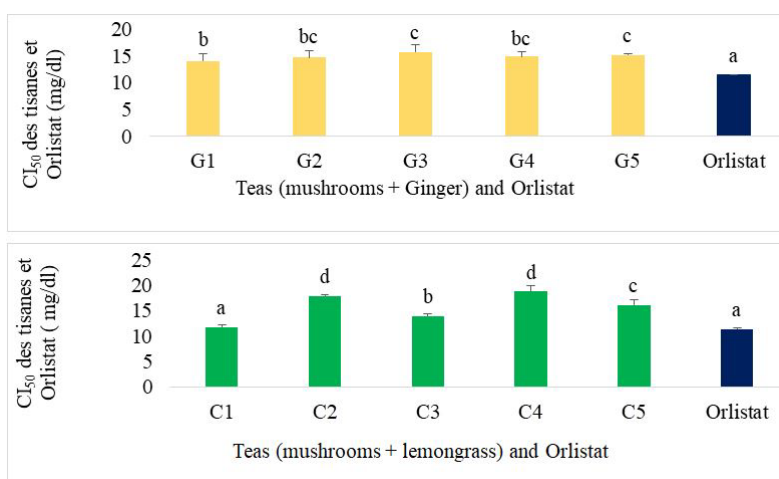 CI50 des tisanes et
Orlistat (mg/dl)
20
15
10
5
0
b bc c bc c a
G1 G2 G3 G4 G5 Orlistat
Teas (mushrooms + Ginger) and Orlistat
CI50 des tisanes et
Orlistat ( mg/dl)
25
20
15
10
5
0
a d b d c a
C1 C2 C3 C4 C5 Orlistat
Teas (mushrooms + lemongrass) and Orlistat